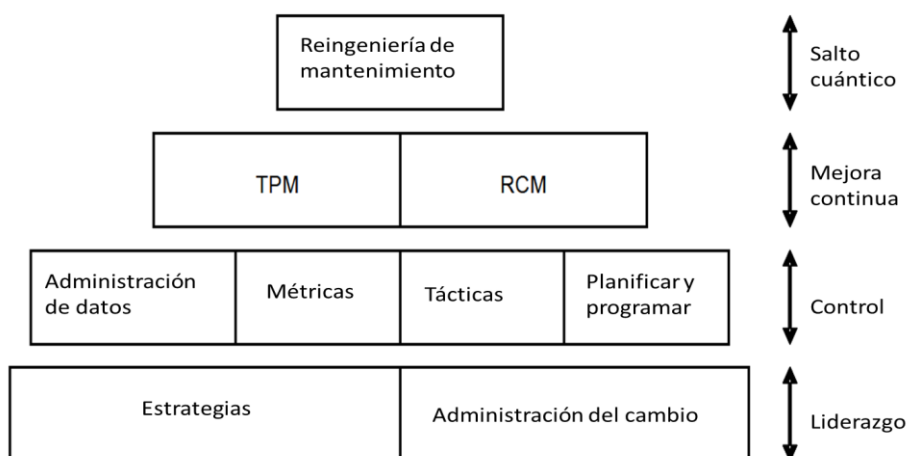 Reingeniería de
mantenimiento
Salto
cuántico
TPM
RCM
Mejora
continua
Administración
de datos
Métricas
Tácticas
Planificar y
programar
Control
Estrategias
Administración del cambio
Liderazgo